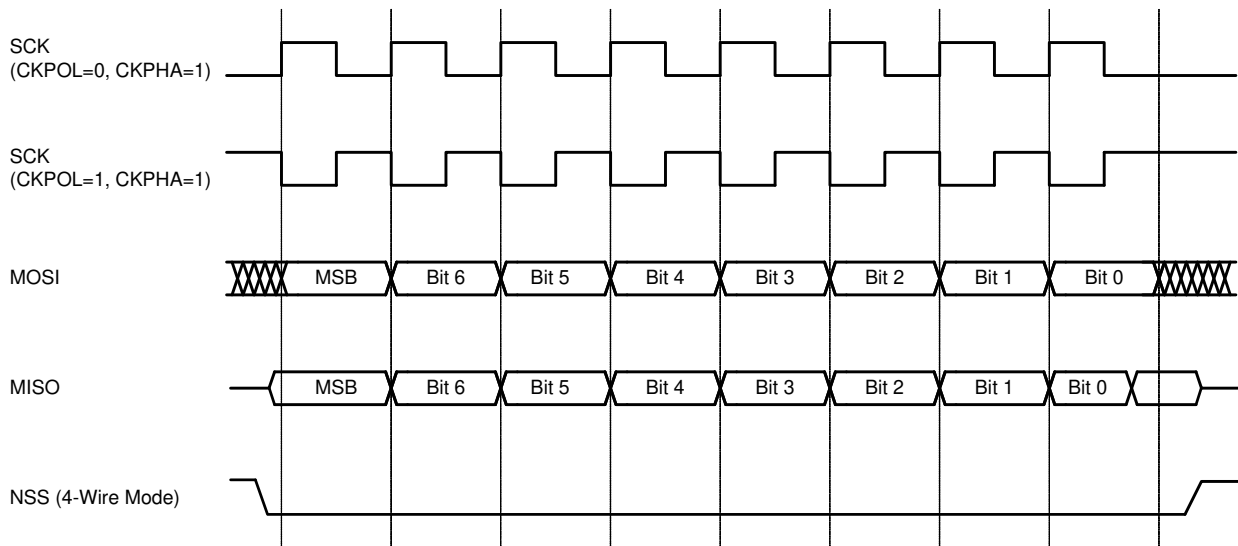 SCK
(CKPOL=0, CKPHA=1)
SCK
(CKPOL=1, CKPHA=1)
MOSI
MSB
Bit 6
Bit 5
Bit 4
Bit 3
Bit 2
Bit 1
Bit 0
MISO
MSB
Bit 6
Bit 5
Bit 4
Bit 3
Bit 2
Bit 1
Bit 0
NSS (4-Wire Mode)